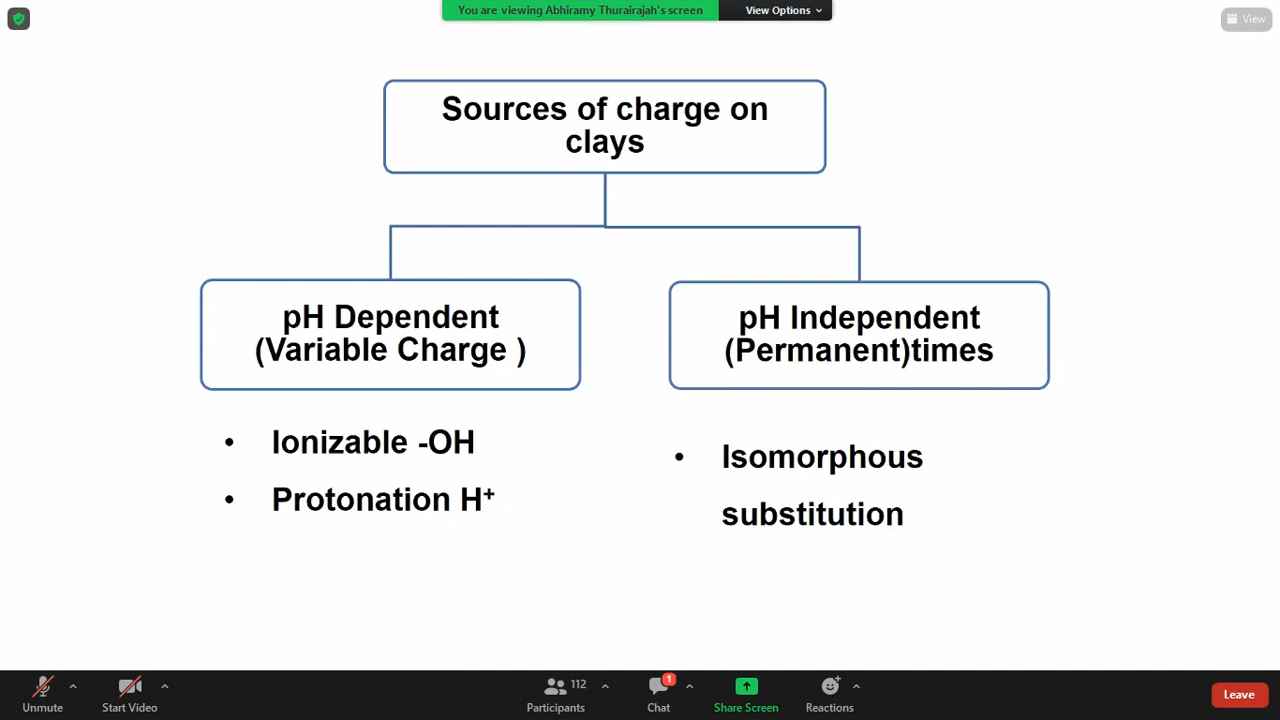 You are viewing Abhiramy Thurairajah's screen
View Options
View
Sources of charge on
clays
pH Dependent
(Variable Charge )
pH Independent
(Permanent)times
• Ionizable -OH
• Protonation H⁺
• Isomorphous
substitution
Unmute
Start Video
112
Participants
1
Chat
Share Screen
Reactions
Leave